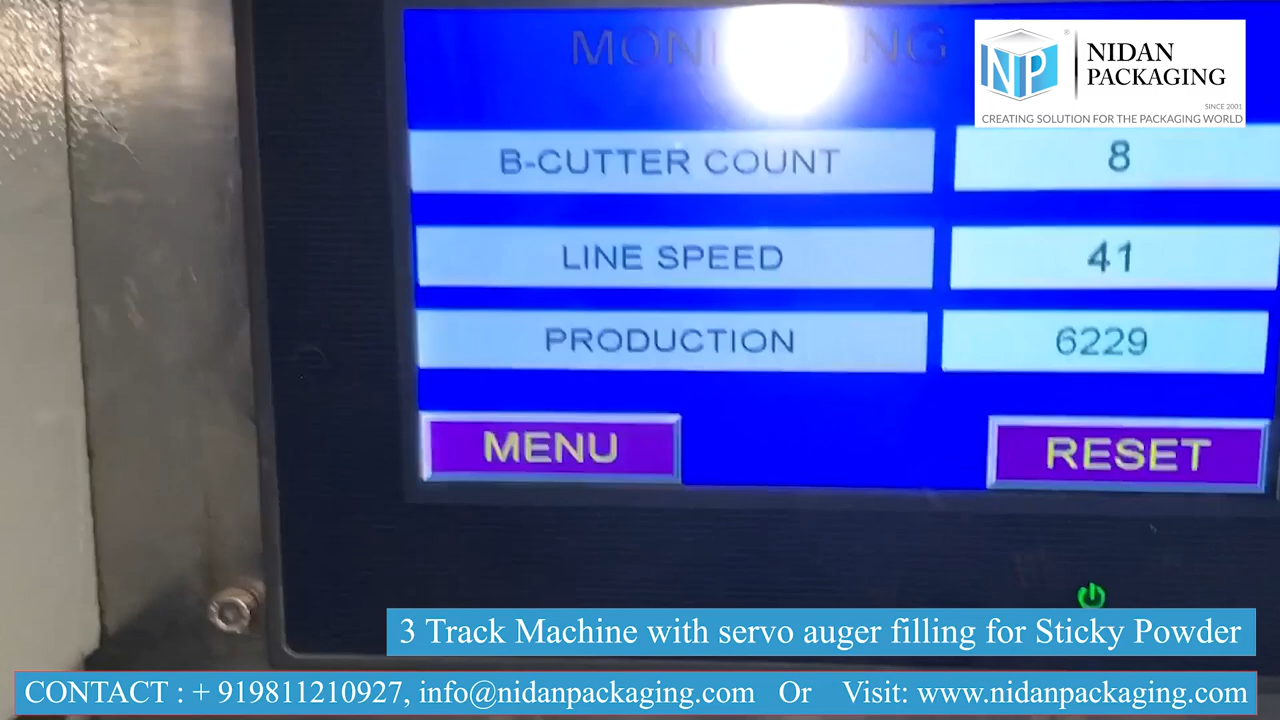 NP
®
NIDAN
PACKAGING
SINCE 2001
CREATING SOLUTION FOR THE PACKAGING WORLD
B-CUTTER COUNT 8
LINE SPEED 41
PRODUCTION 6229
MENU RESET
3 Track Machine with servo auger filling for Sticky Powder
CONTACT : + 919811210927, info@nidanpackaging.com Or Visit: www.nidanpackaging.com